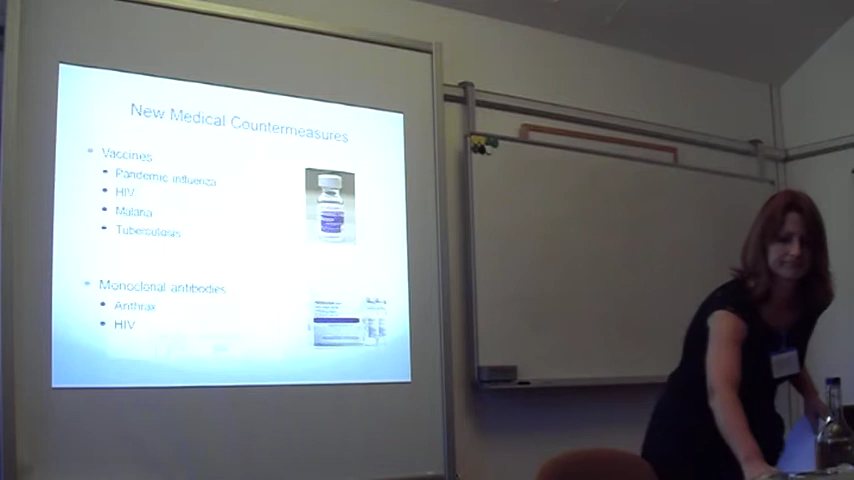 New Medical Countermeasures
Vaccines
Pandemic influenza
HIV
Malaria
Tuberculosis
Monoclonal antibodies
Anthrax
HIV